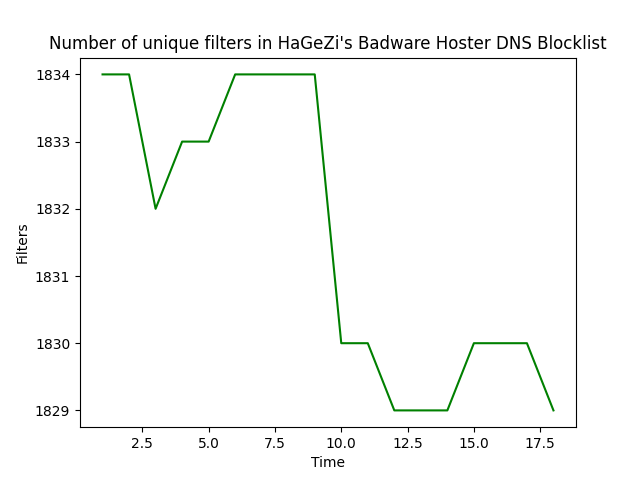 Number of unique filters in HaGeZi's Badware Hoster DNS Blocklist
1834
1833
1832
1831
1830
1829
Filters
2.5 5.0 7.5 10.0 12.5 15.0 17.5
Time